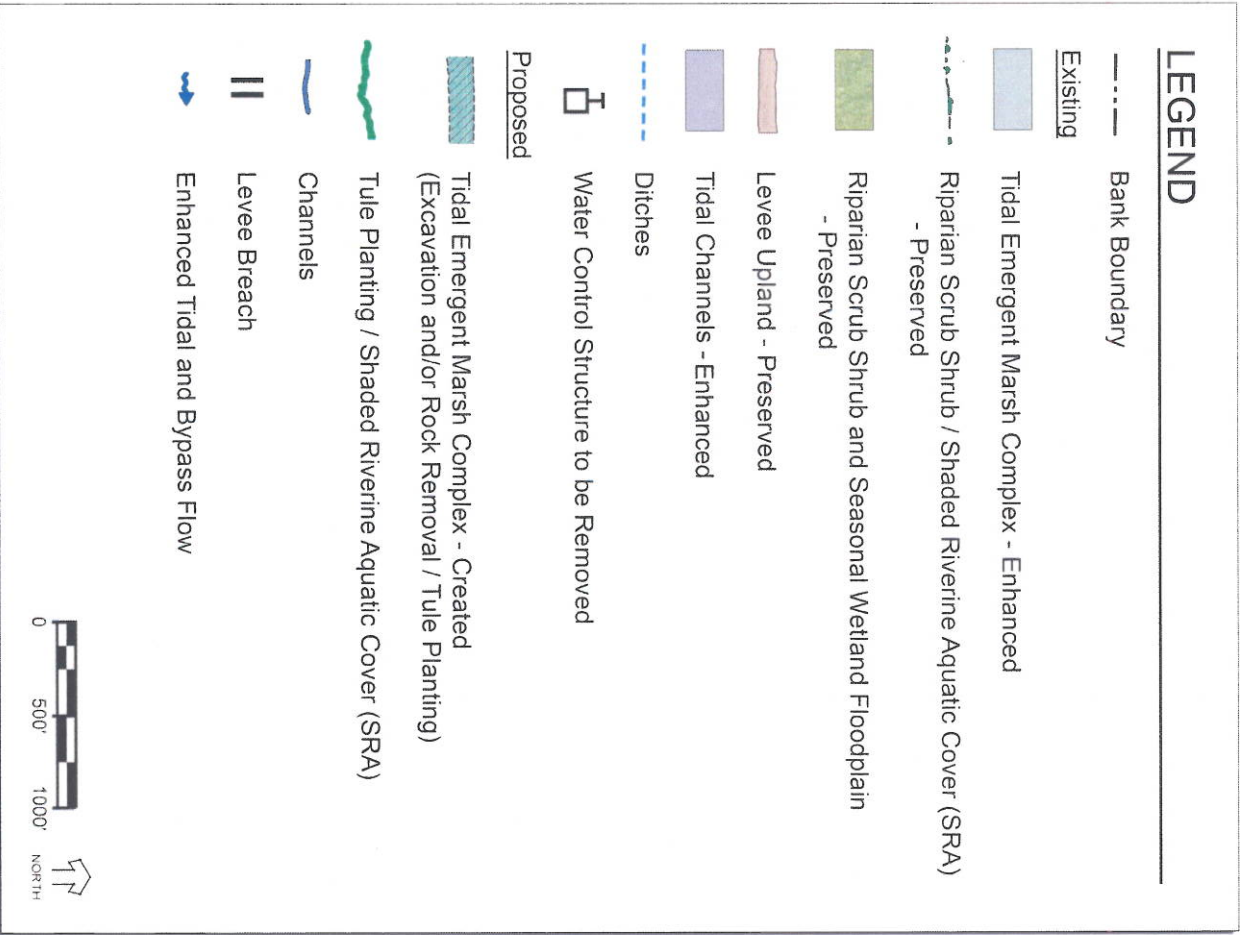 LEGEND
Bank Boundary
Existing
Tidal Emergent Marsh Complex - Enhanced
Riparian Scrub Shrub / Shaded Riverine Aquatic Cover (SRA)
- Preserved
Riparian Scrub Shrub and Seasonal Wetland Floodplain
- Preserved
Levee Upland - Preserved
Tidal Channels - Enhanced
Ditches
Water Control Structure to be Removed
Proposed
Tidal Emergent Marsh Complex - Created
(Excavation and/or Rock Removal / Tule Planting)
Tule Planting / Shaded Riverine Aquatic Cover (SRA)
Channels
Levee Breach
Enhanced Tidal and Bypass Flow
0 500' 1000'
NORTH